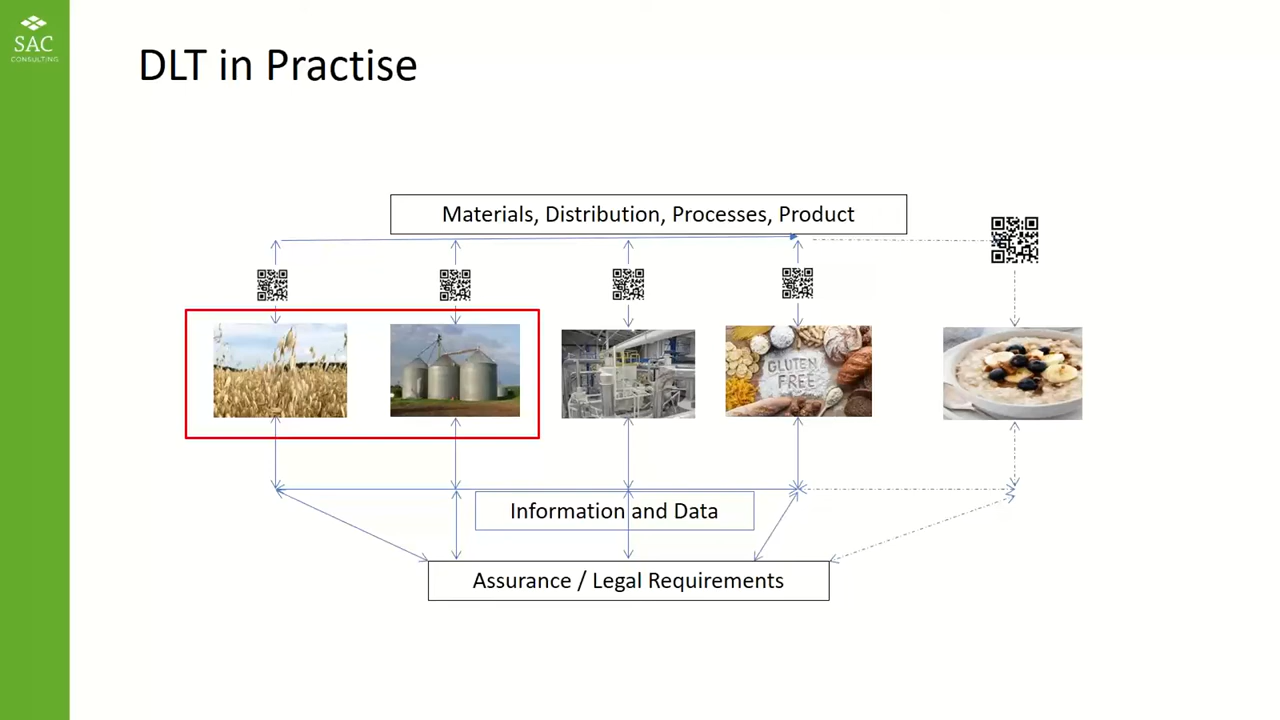 SAC
CONSULTING
DLT in Practise
Materials, Distribution, Processes, Product
GLUTEN
FREE
Information and Data
Assurance / Legal Requirements